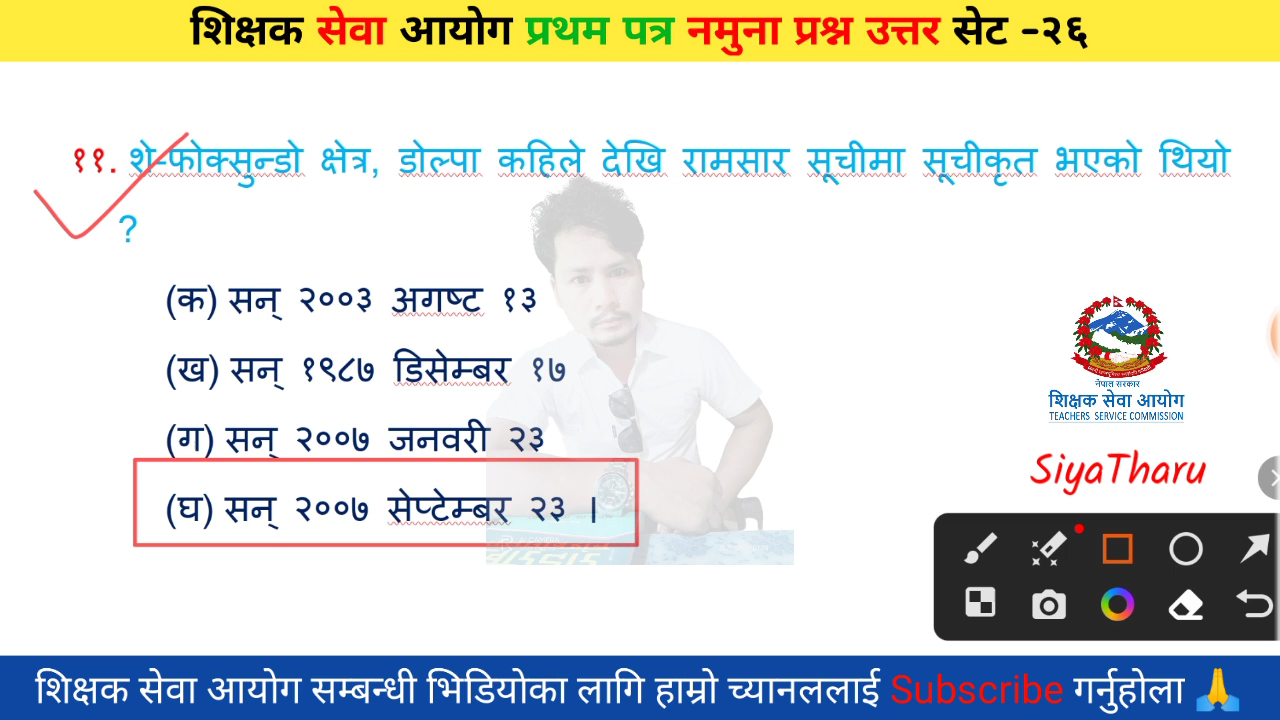 शिक्षक सेवा आयोग प्रथम पत्र नमुना प्रश्न उत्तर सेट -२६
११. शे-फोक्सुन्डो क्षेत्र, डोल्पा कहिले देखि रामसार सूचीमा सूचीकृत भएको थियो
?
(क) सन् २००३ अगष्ट १३
(ख) सन् १९८७ डिसेम्बर १७
(ग) सन् २००७ जनवरी २३
(घ) सन् २००७ सेप्टेम्बर २३ ।
नेपाल सरकार
शिक्षक सेवा आयोग
TEACHERS SERVICE COMMISSION
SiyaTharu
शिक्षक सेवा आयोग सम्बन्धी भिडियोका लागि हाम्रो च्यानललाई Subscribe गर्नुहोला 🙏